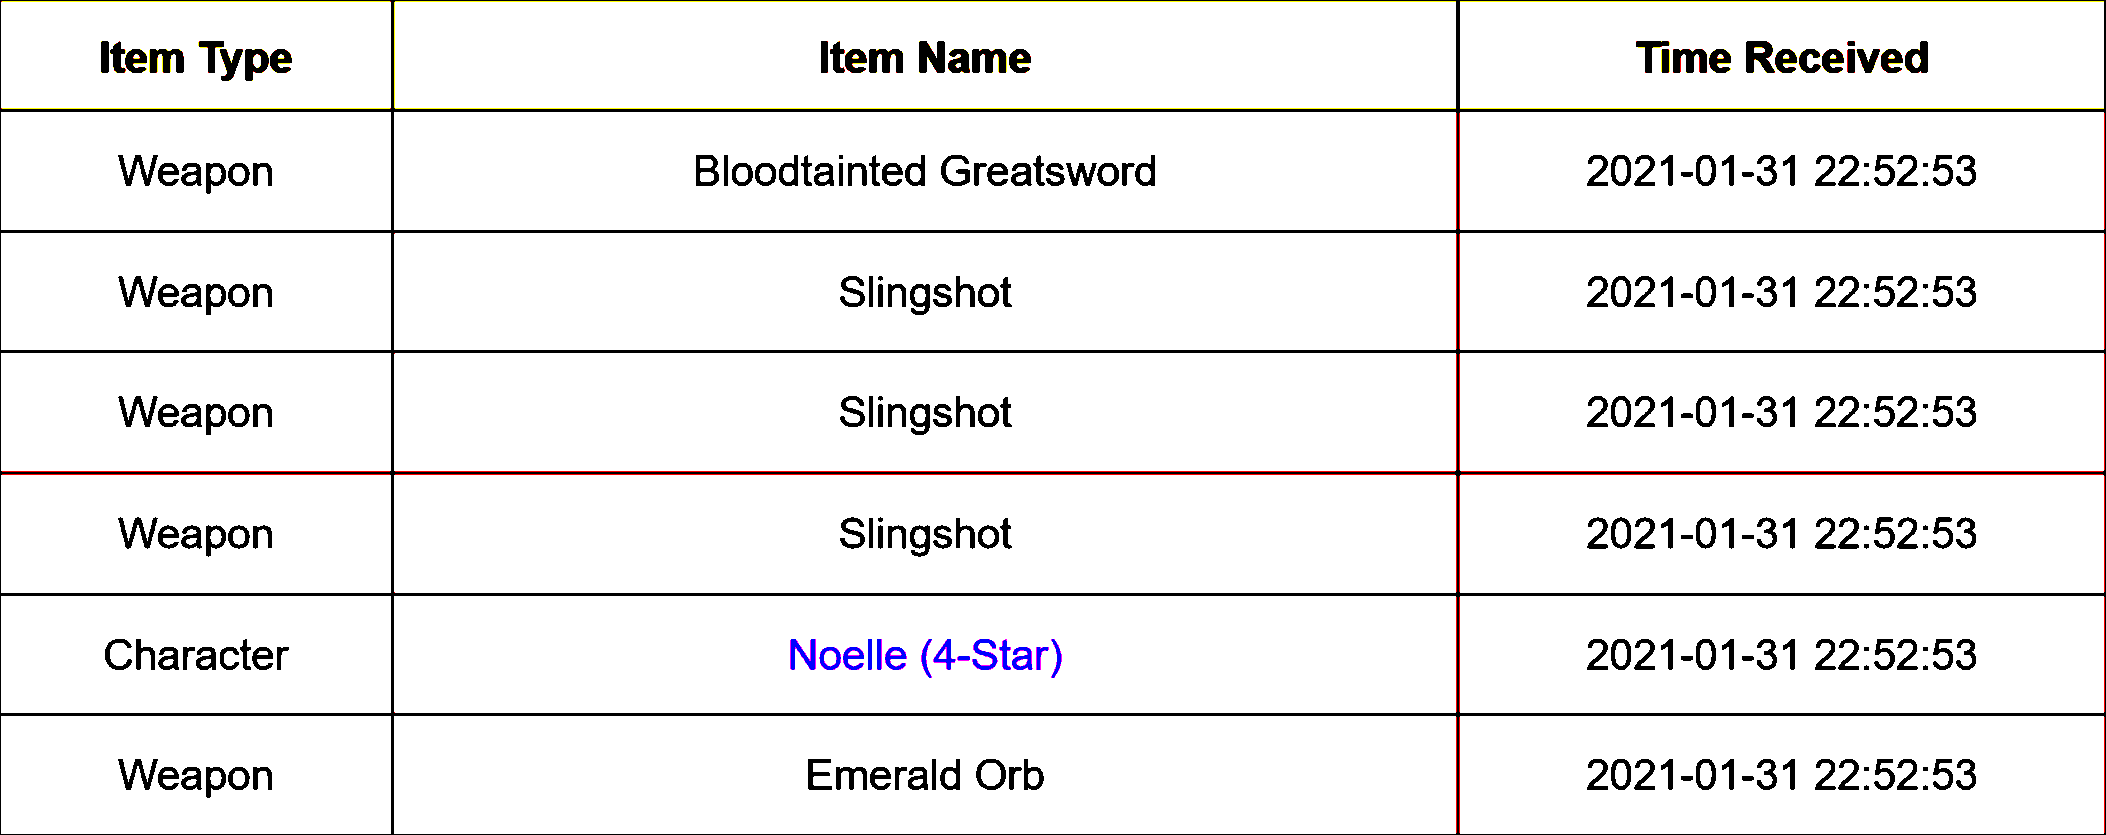 Item Type Item Name Time Received
Weapon Bloodtainted Greatsword 2021-01-31 22:52:53
Weapon Slingshot 2021-01-31 22:52:53
Weapon Slingshot 2021-01-31 22:52:53
Weapon Slingshot 2021-01-31 22:52:53
Character Noelle (4-Star) 2021-01-31 22:52:53
Weapon Emerald Orb 2021-01-31 22:52:53